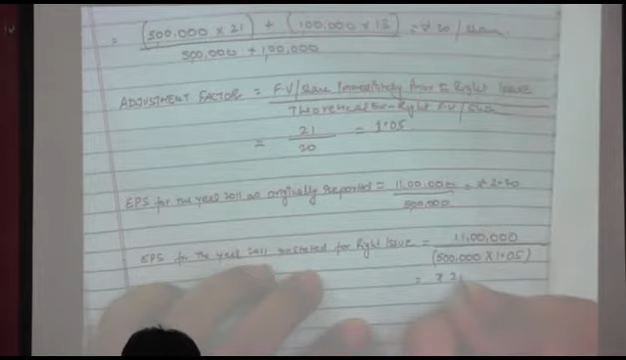 = (500,000 × 21) + (100,000 × 15) = ₹ 20 / share
500,000 + 100,000
ADJUSTMENT FACTOR = F.V/Share Immediately Prior to Right Issue
Theoretical Ex-Right F.V/Share
= 21 = 1.05
20
EPS for the year 2011 as originally reported = 11,00,000 = ₹ 2.20
500,000
EPS for the year 2011 restated for Right Issue = 11,00,000
(500,000 × 1.05)
= ₹ 2